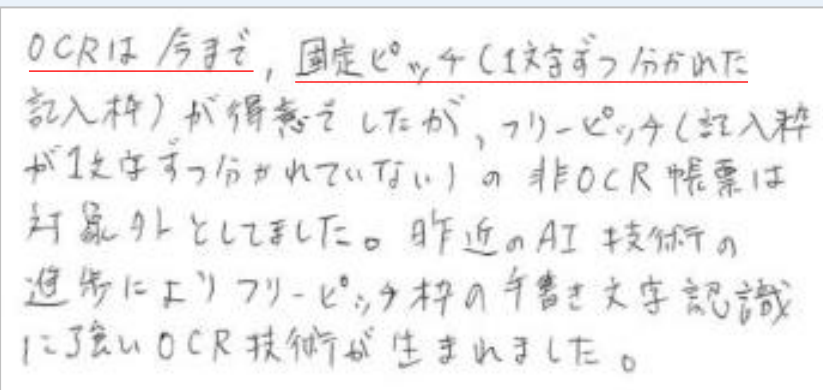 OCRは今まで，固定ピッチ(1文字ずつ分かれた
記入枠)が得意でしたが、フリーピッチ(記入枠
が1文字ずつ分かれていない)の非OCR帳票は
対象外としてました。昨近のAI技術の
進歩によりフリーピッチ枠の手書き文字認識
に強いOCR技術が生まれました。